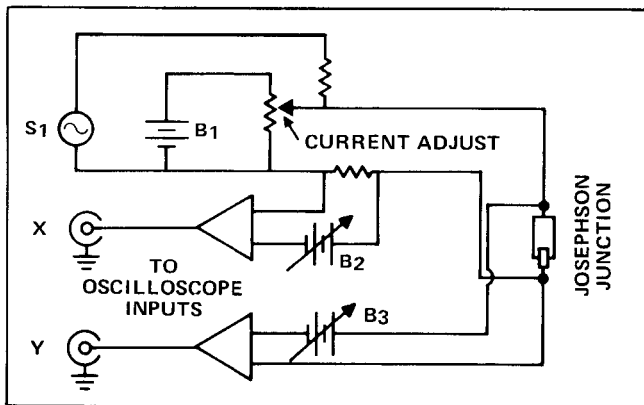 S1
B1
CURRENT ADJUST
X
B2
TO
OSCILLOSCOPE
INPUTS
B3
Y
JOSEPHSON
JUNCTION